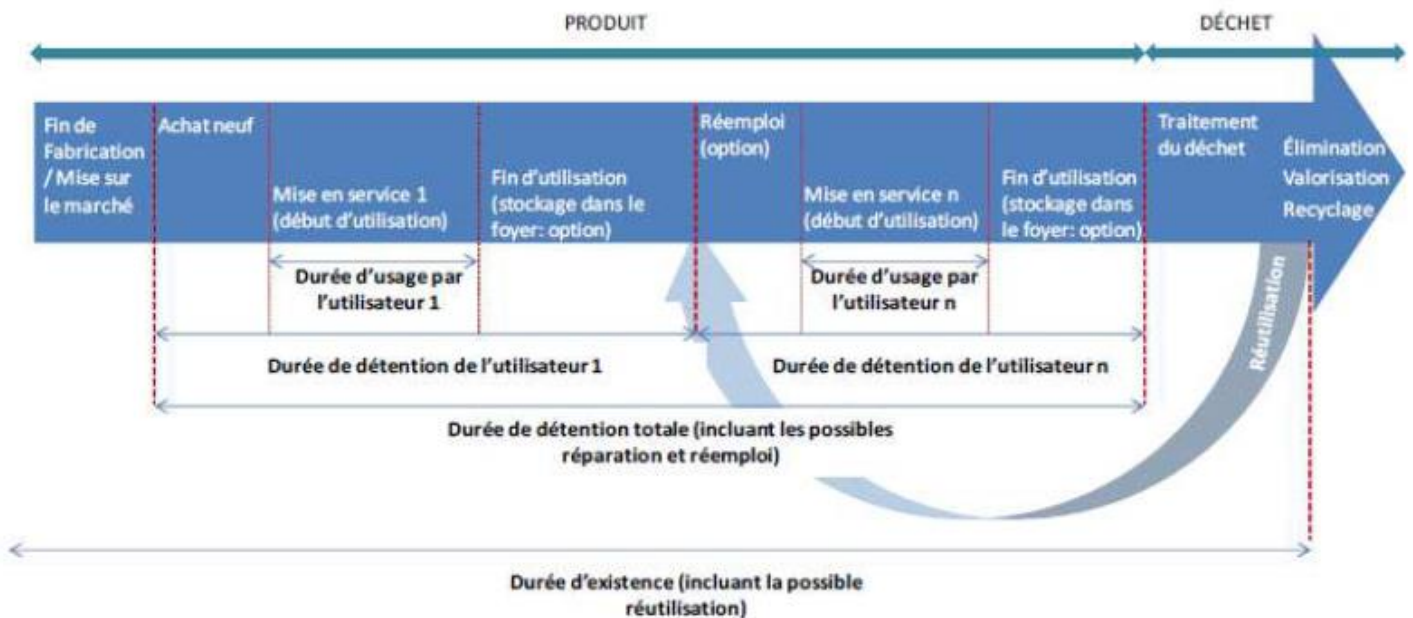 PRODUIT
DÉCHET
Fin de
Fabrication
/ Mise sur
le marché
Achat neuf
Mise en service 1
(début d'utilisation)
Fin d'utilisation
(stockage dans le
foyer: option)
Réemploi
(option)
Mise en service n
(début d'utilisation)
Fin d'utilisation
(stockage dans
le foyer: option)
Traitement
du déchet
Élimination
Valorisation
Recyclage
Durée d'usage par
l'utilisateur 1
Durée d'usage par
l'utilisateur n
Réutilisation
Durée de détention de l'utilisateur 1
Durée de détention de l'utilisateur n
Durée de détention totale (incluant les possibles
réparation et réemploi)
Durée d'existence (incluant la possible
réutilisation)